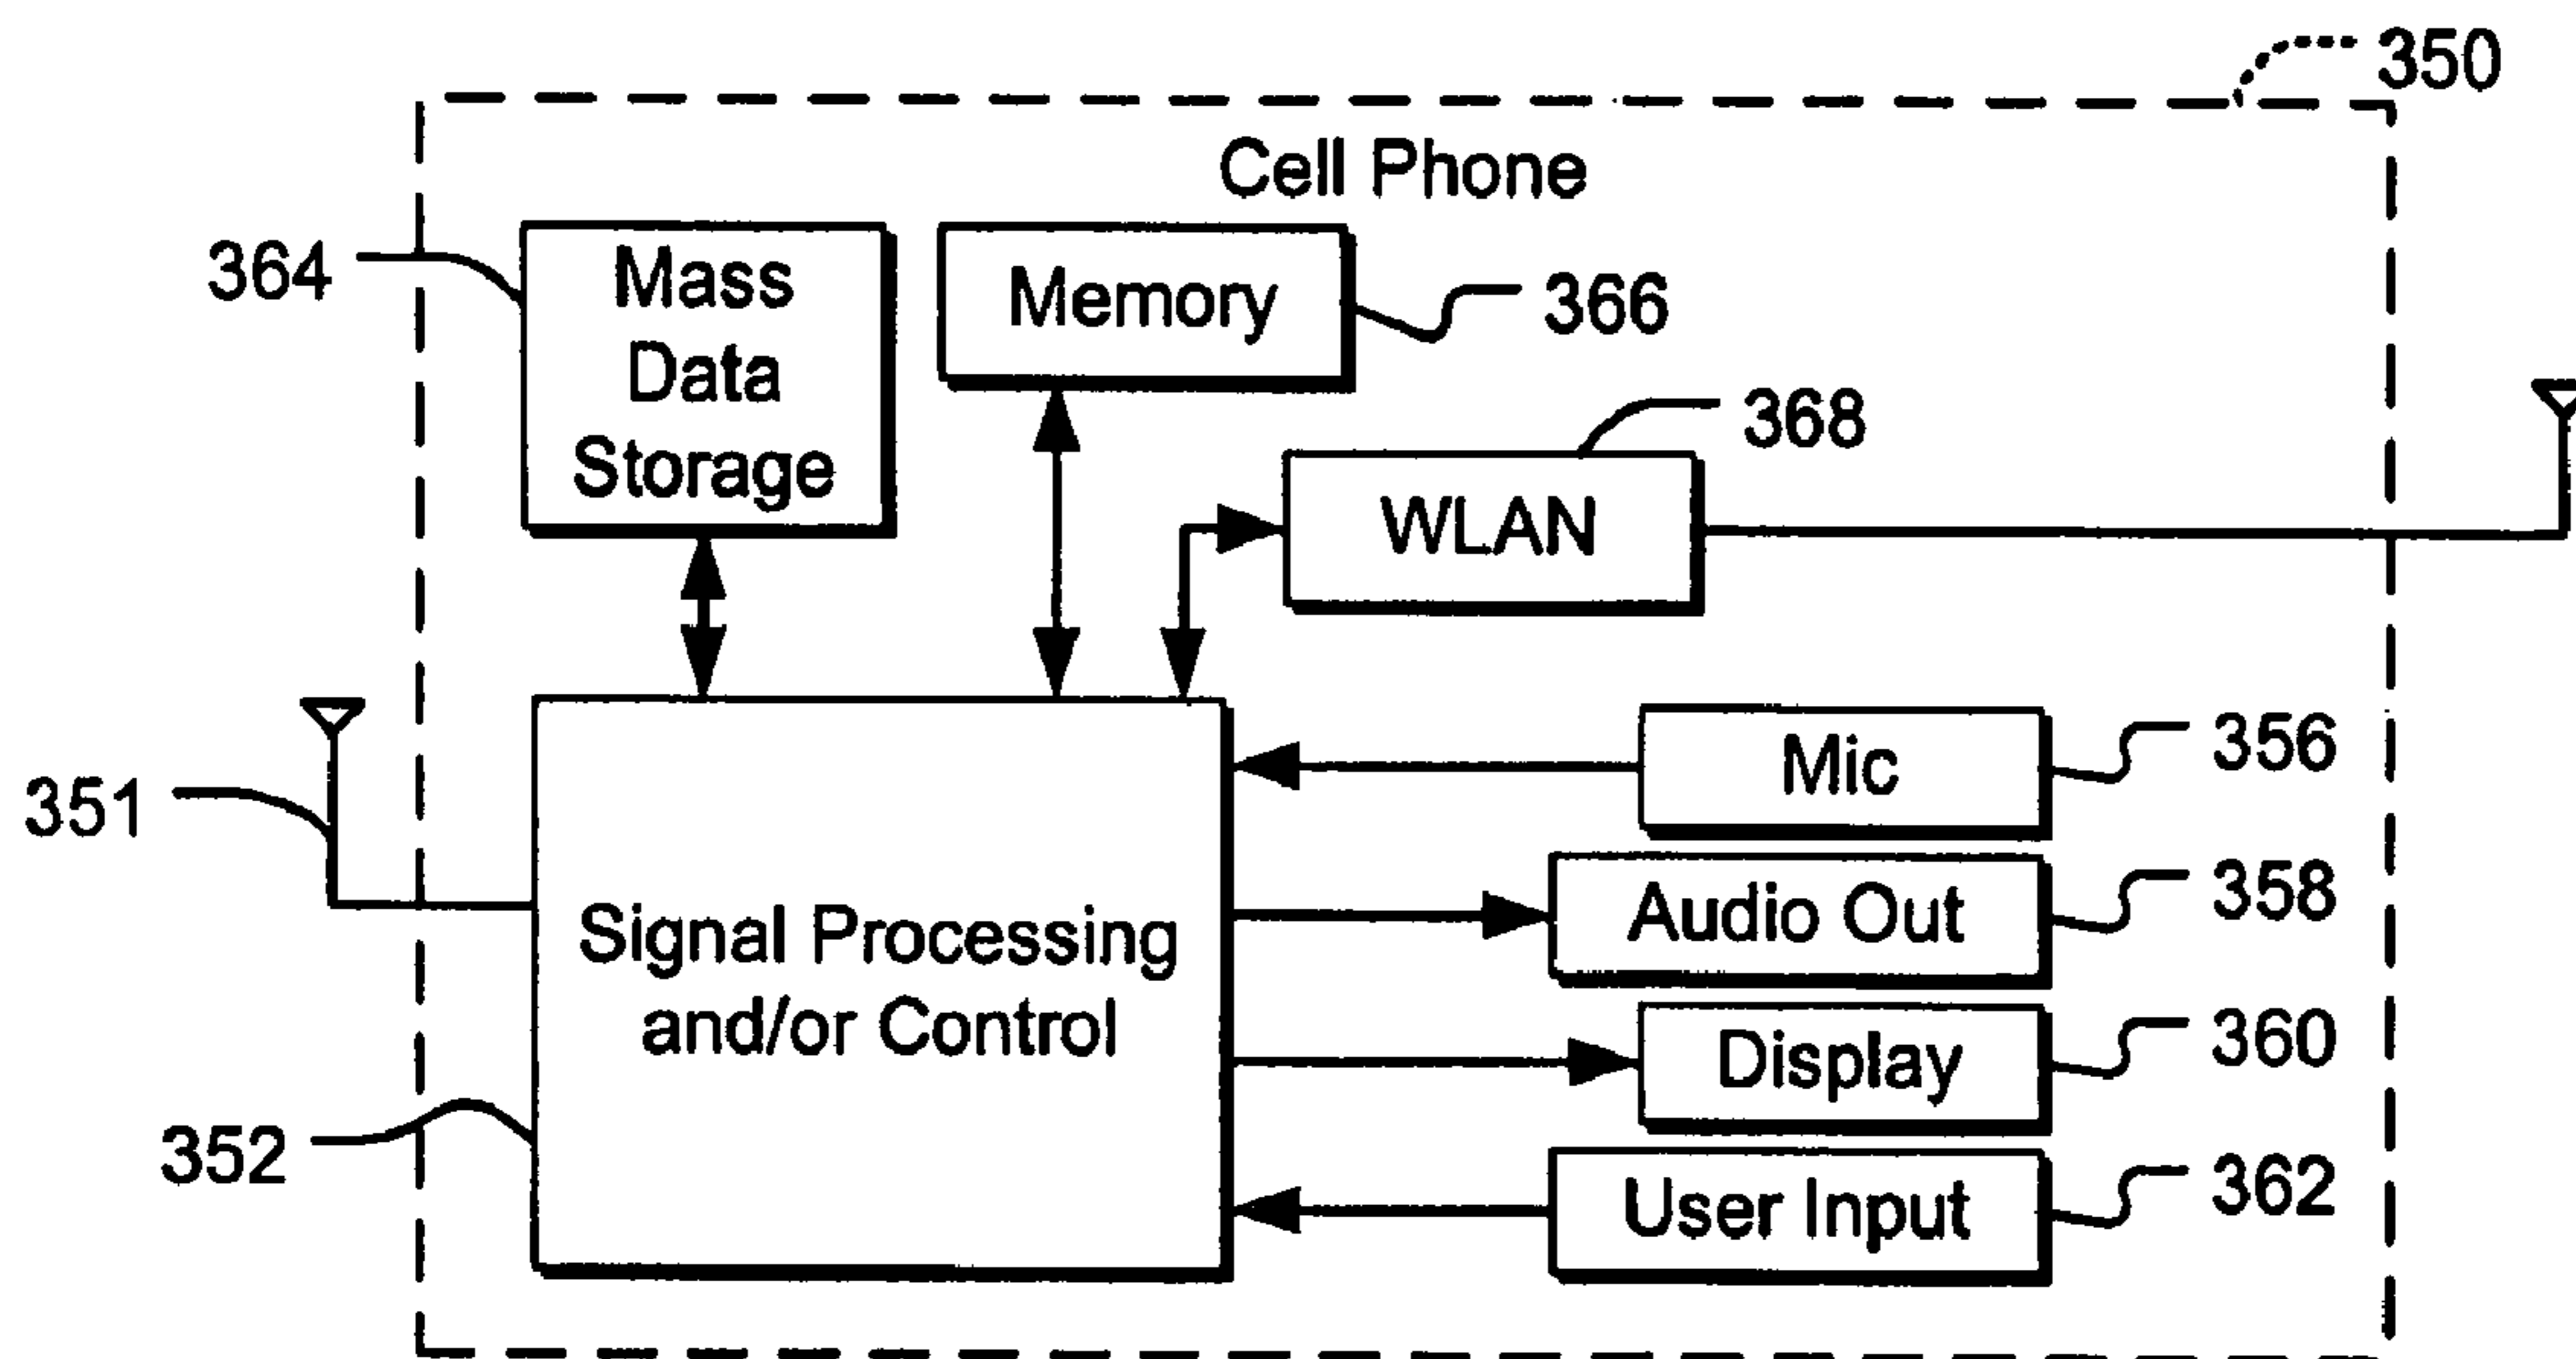 350
Cell Phone
364
Mass
Data
Storage
Memory
366
368
WLAN
351
Signal Processing
and/or Control
352
Mic
356
Audio Out
358
Display
360
User Input
362